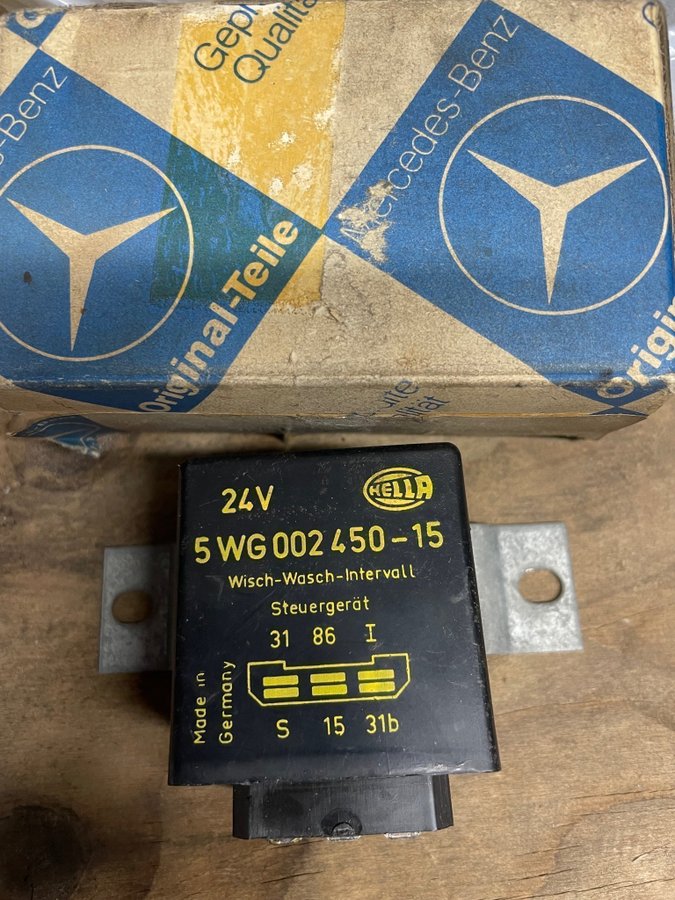 Mercedes-Benz
Original-Teile
Mercedes-Benz
Original
24V
HELLA
5 WG 002 450-15
Wisch-Wasch-Intervall
Steuergerät
31 86 I
Made in
Germany
S 15 31b